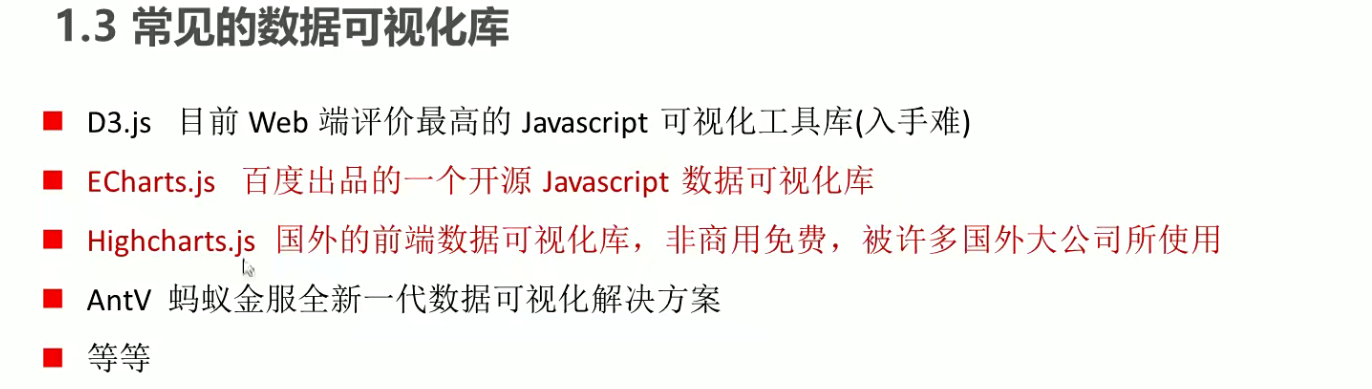 1.3 常见的数据可视化库
D3.js 目前 Web 端评价最高的 Javascript 可视化工具库(入手难)
ECharts.js 百度出品的一个开源 Javascript 数据可视化库
Highcharts.js 国外的前端数据可视化库，非商用免费，被许多国外大公司所使用
AntV 蚂蚁金服全新一代数据可视化解决方案
等等